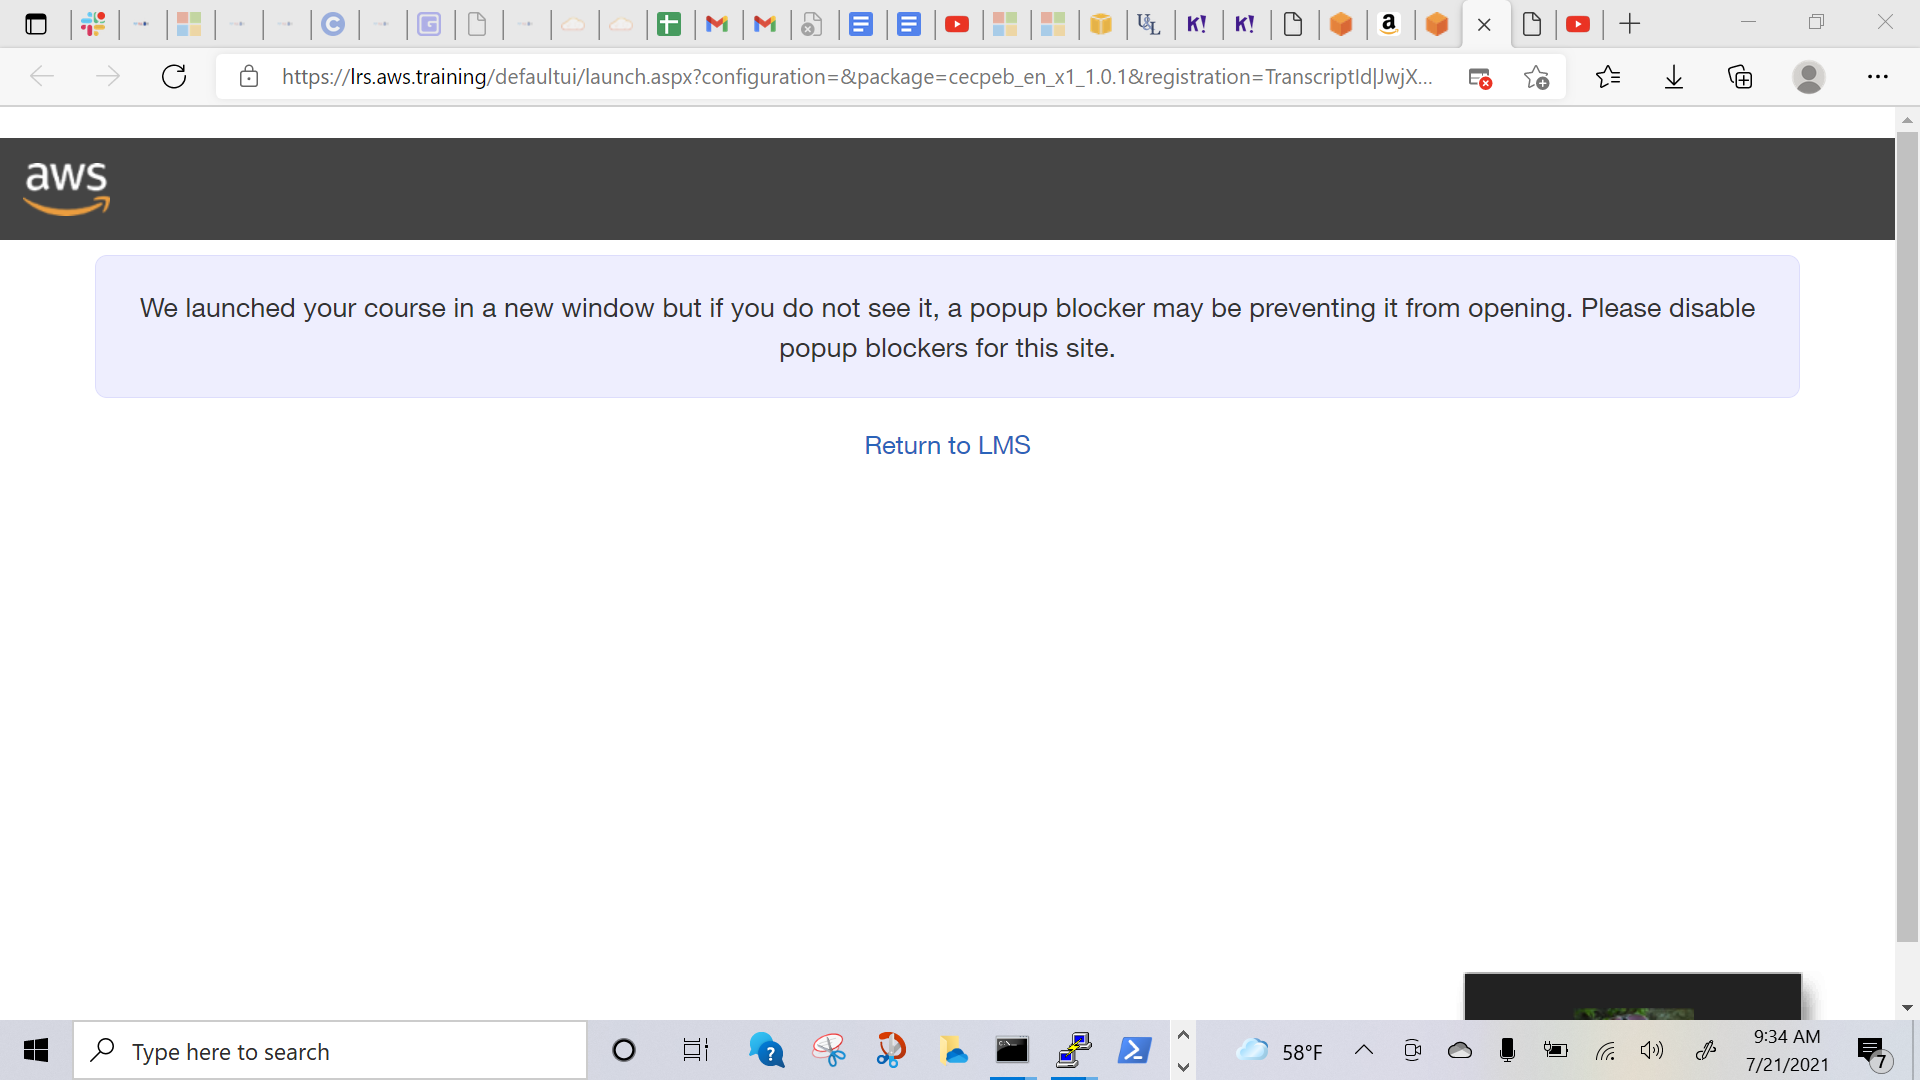 U&L
K!
K!
a
https://lrs.aws.training/defaultui/launch.aspx?configuration=&package=cecpeb_en_x1_1.0.1&registration=TranscriptId|JwjX...
aws
We launched your course in a new window but if you do not see it, a popup blocker may be preventing it from opening. Please disable
popup blockers for this site.
Return to LMS
Type here to search
58°F
9:34 AM
7/21/2021
7